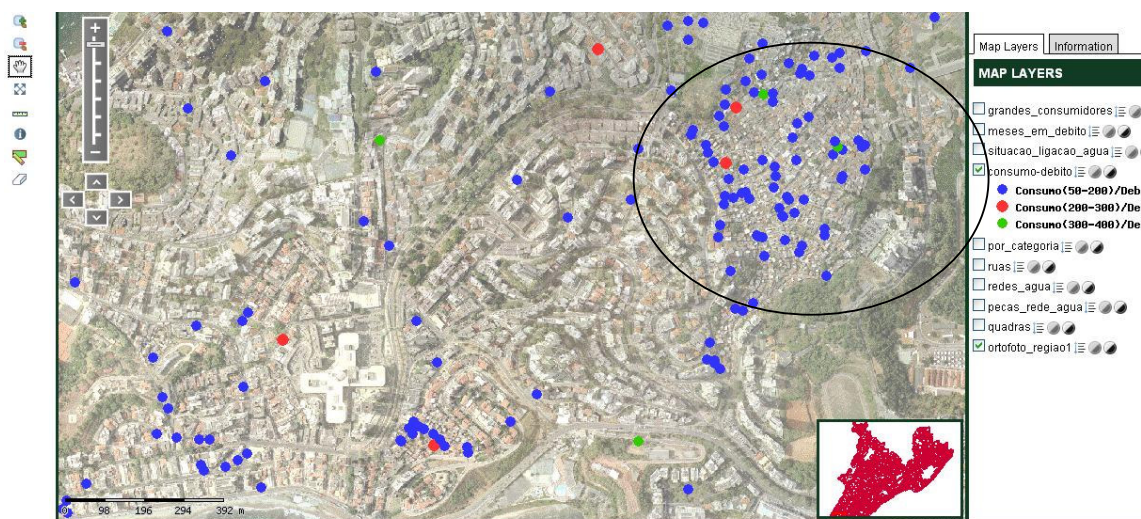 Map Layers Information
MAP LAYERS
grandes_consumidores
meses_em_debito
situacao_ligacao_agua
consumo-debito
Consumo(50-200)/Deb
Consumo(200-300)/De
Consumo(300-400)/De
por_categoria
ruas
redes_agua
pecas_rede_agua
quadras
ortofoto_regiao1
0 98 196 294 392 m